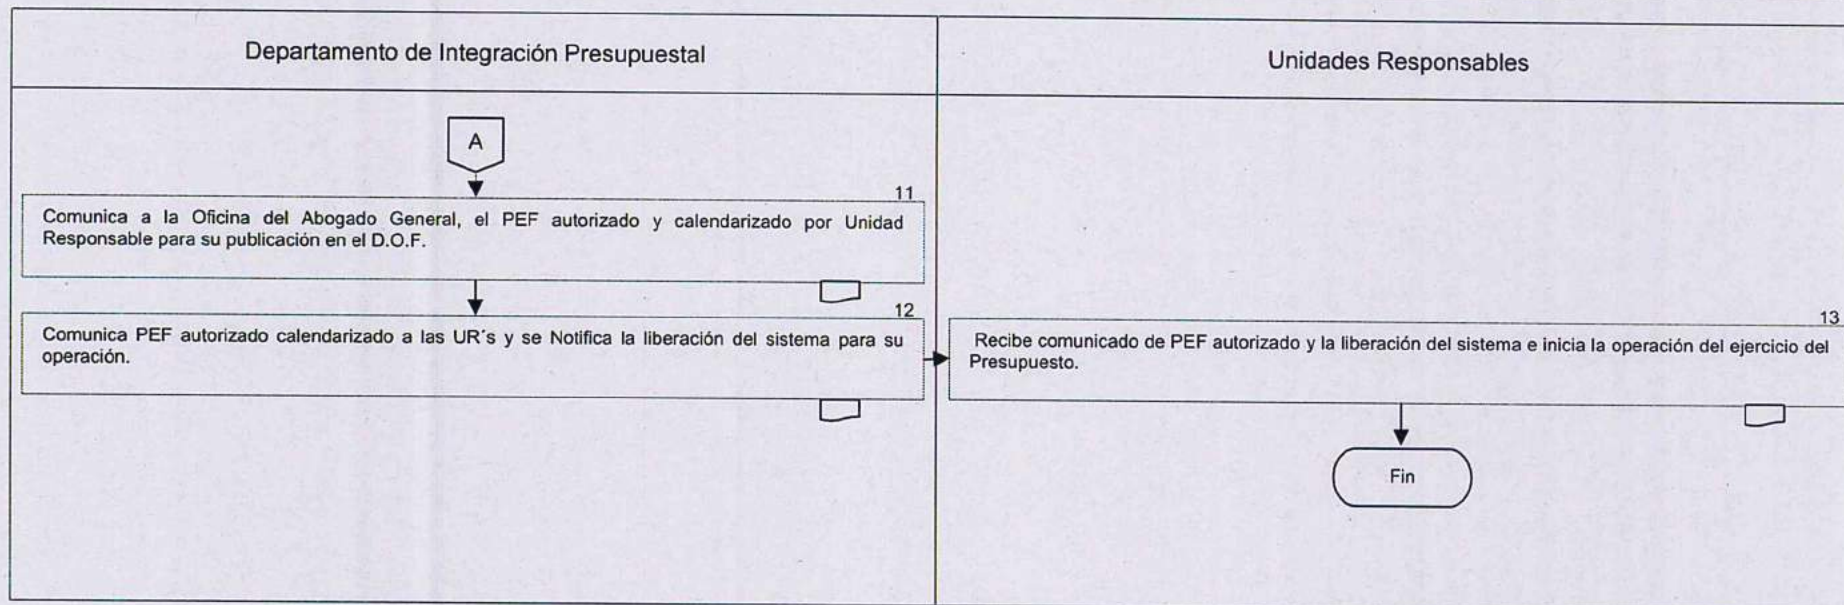 Departamento de Integración Presupuestal
Unidades Responsables
A
11
Comunica a la Oficina del Abogado General, el PEF autorizado y calendarizado por Unidad
Responsable para su publicación en el D.O.F.
12
Comunica PEF autorizado calendarizado a las UR´s y se Notifica la liberación del sistema para su
operación.
13
Recibe comunicado de PEF autorizado y la liberación del sistema e inicia la operación del ejercicio del
Presupuesto.
Fin